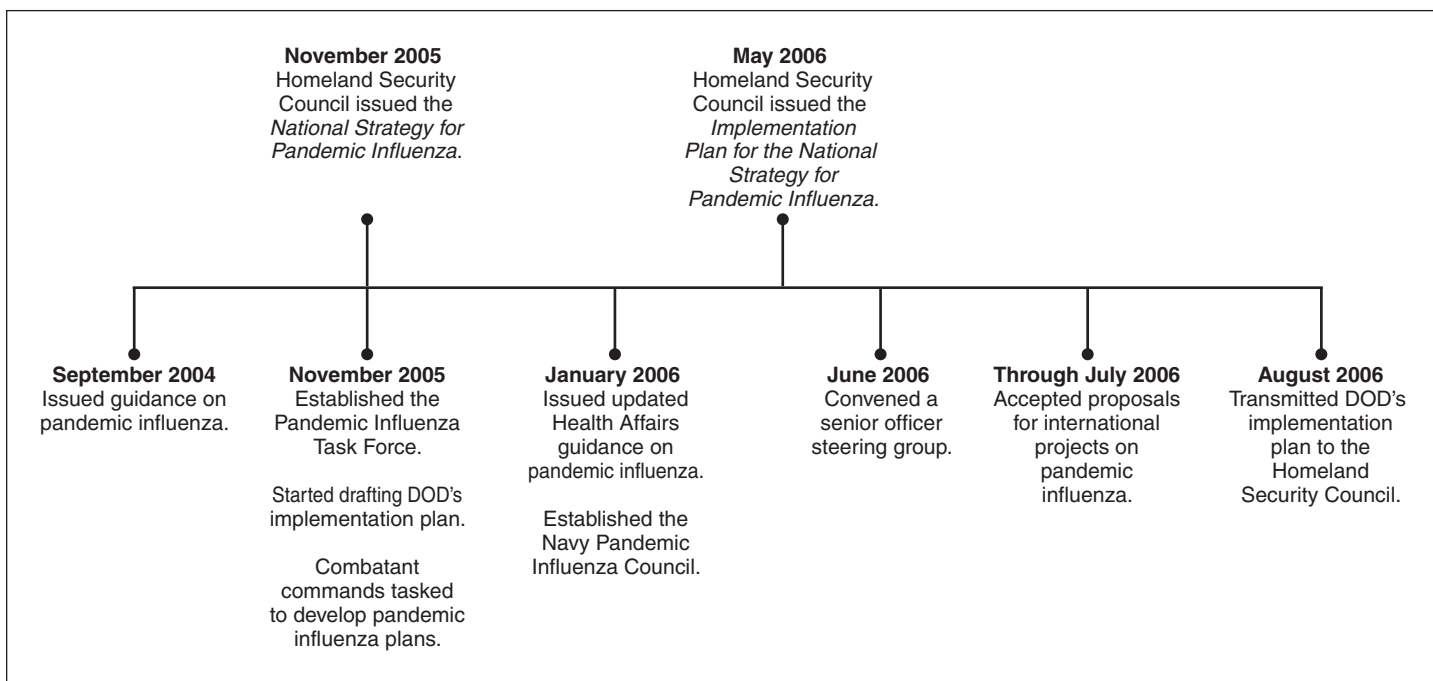 November 2005
Homeland Security
Council issued the
National Strategy for
Pandemic Influenza.
May 2006
Homeland Security
Council issued the
Implementation
Plan for the National
Strategy for
Pandemic Influenza.
September 2004
Issued guidance on
pandemic influenza.
November 2005
Established the
Pandemic Influenza
Task Force.
Started drafting DOD's
implementation plan.
Combatant
commands tasked
to develop pandemic
influenza plans.
January 2006
Issued updated
Health Affairs
guidance on
pandemic influenza.
Established the
Navy Pandemic
Influenza Council.
June 2006
Convened a
senior officer
steering group.
Through July 2006
Accepted proposals
for international
projects on
pandemic
influenza.
August 2006
Transmitted DOD's
implementation
plan to the
Homeland
Security Council.